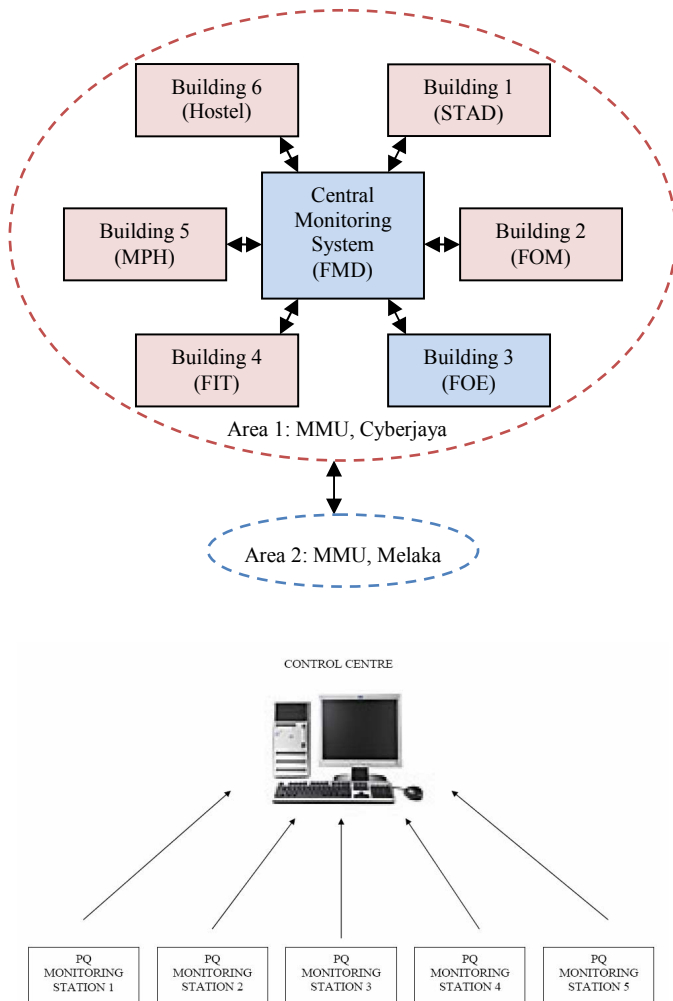 Building 6
(Hostel)
Building 1
(STAD)
Central
Monitoring
System
(FMD)
Building 5
(MPH)
Building 2
(FOM)
Building 4
(FIT)
Building 3
(FOE)
Area 1: MMU, Cyberjaya
Area 2: MMU, Melaka
CONTROL CENTRE
PQ
MONITORING
STATION 1
PQ
MONITORING
STATION 2
PQ
MONITORING
STATION 3
PQ
MONITORING
STATION 4
PQ
MONITORING
STATION 5